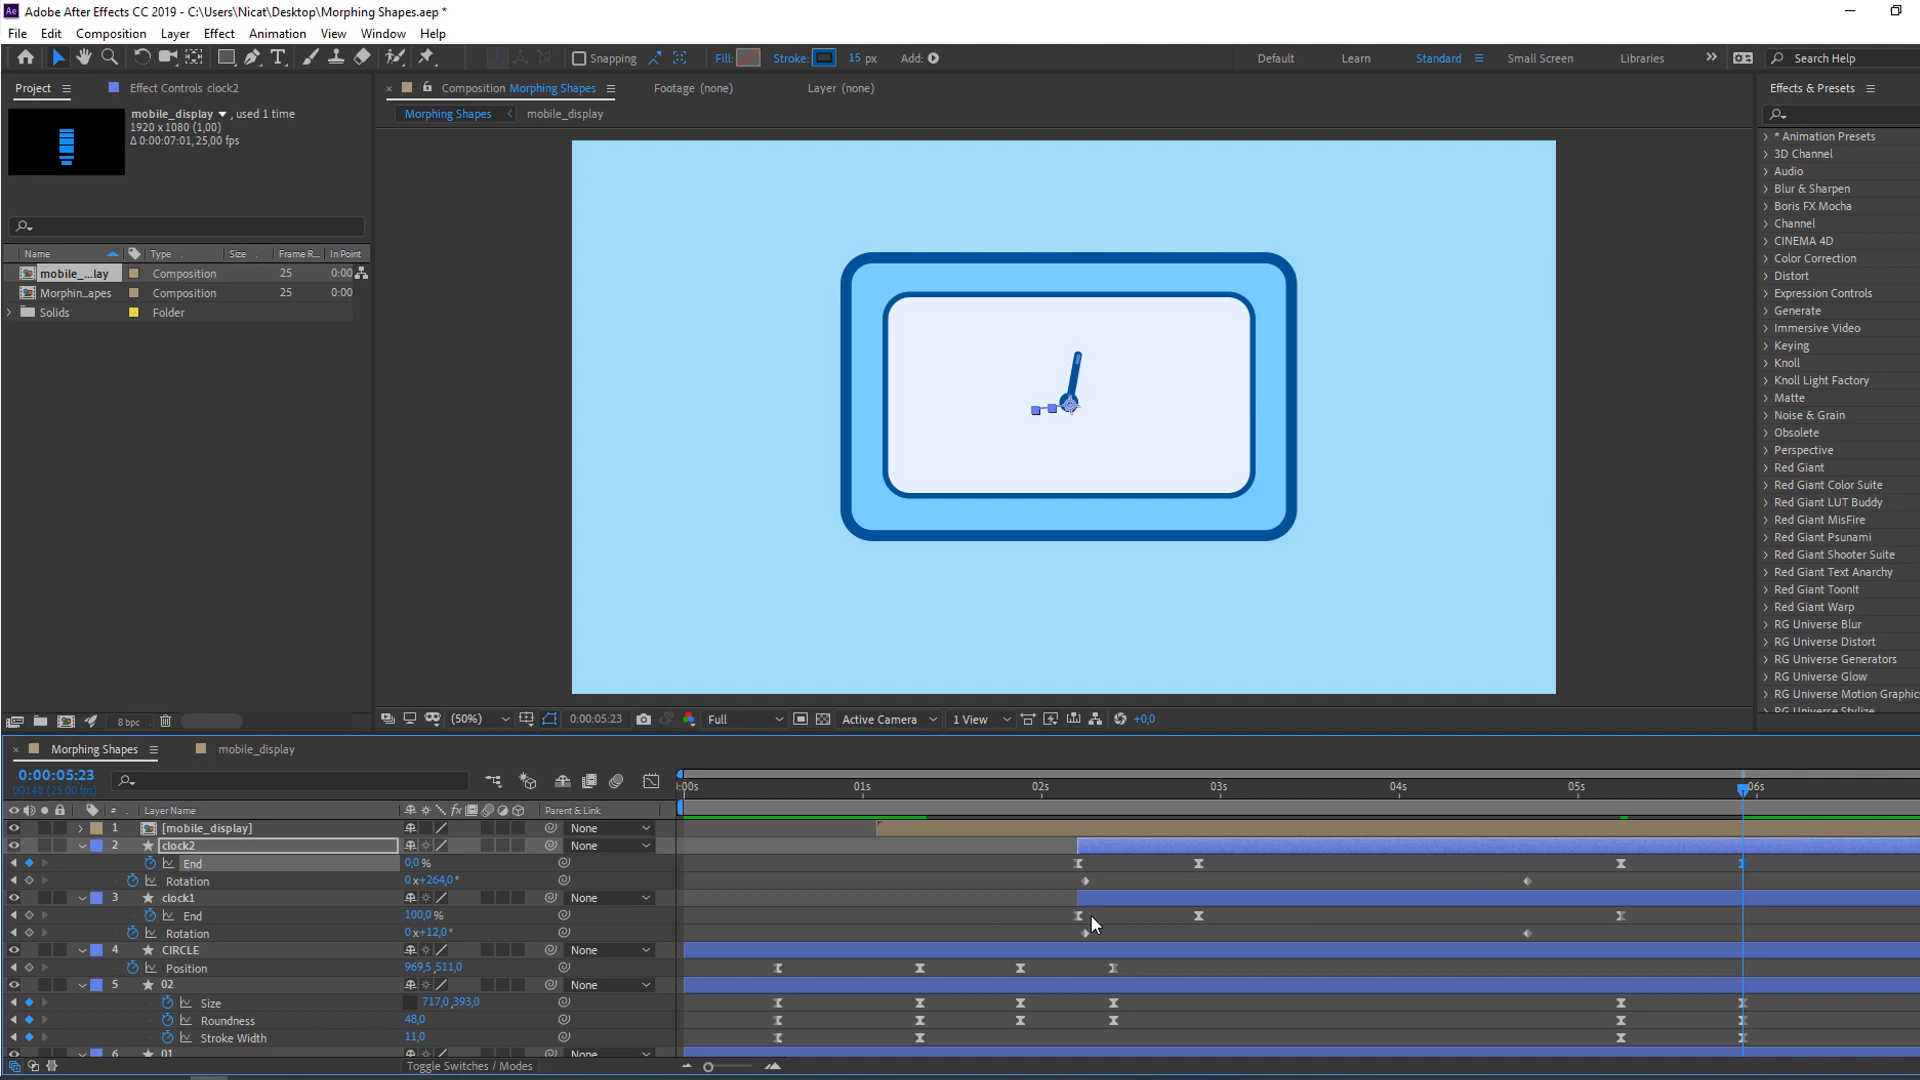 Ae Adobe After Effects CC 2019 - C:\Users\Nicat\Desktop\Morphing Shapes.aep *
File Edit Composition Layer Effect Animation View Window Help
Snapping Fill: Stroke: 15 px Add: Default Learn Standard Small Screen Libraries Search Help
Project Effect Controls clock2 Composition Morphing Shapes Footage (none) Layer (none) Effects & Presets
mobile_display , used 1 time
1920 x 1080 (1,00)
Δ 0:00:07:01, 25,00 fps
Morphing Shapes mobile_display
Name Type Size Frame R... In Point
mobile_...lay Composition 25 0:00
Morphin...apes Composition 25 0:00
Solids Folder
* Animation Presets
3D Channel
Audio
Blur & Sharpen
Boris FX Mocha
Channel
CINEMA 4D
Color Correction
Distort
Expression Controls
Generate
Immersive Video
Keying
Knoll
Knoll Light Factory
Matte
Noise & Grain
Obsolete
Perspective
Red Giant
Red Giant Color Suite
Red Giant LUT Buddy
Red Giant MisFire
Red Giant Psunami
Red Giant Shooter Suite
Red Giant Text Anarchy
Red Giant ToonIt
Red Giant Warp
RG Universe Blur
RG Universe Distort
RG Universe Generators
RG Universe Glow
RG Universe Motion Graphics
RG Universe Stylize
8 bpc (50%) 0:00:05:23 Full Active Camera 1 View +0,0
Morphing Shapes mobile_display
0:00:05:23
00148 (25.00 fps)
:00s 01s 02s 03s 04s 05s 06s
# Layer Name fx Parent & Link
1 [mobile_display] None
2 clock2 None
End 0,0 %
Rotation 0 x+264,0 °
3 clock1 None
End 100,0 %
Rotation 0 x+12,0 °
4 CIRCLE None
Position 969,5 ,511,0
5 02 None
Size 717,0 ,393,0
Roundness 48,0
Stroke Width 11,0
6 01 None
Toggle Switches / Modes